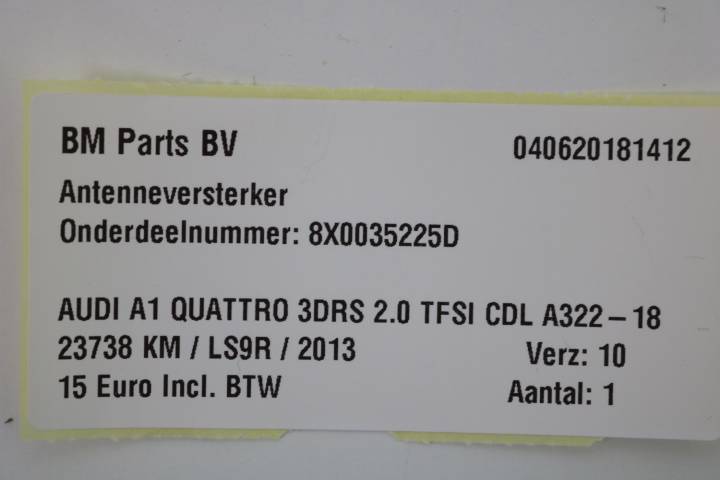 BM Parts BV 040620181412
Antenneversterker
Onderdeelnummer: 8X0035225D
AUDI A1 QUATTRO 3DRS 2.0 TFSI CDL A322-18
23738 KM / LS9R / 2013 Verz: 10
15 Euro Incl. BTW Aantal: 1